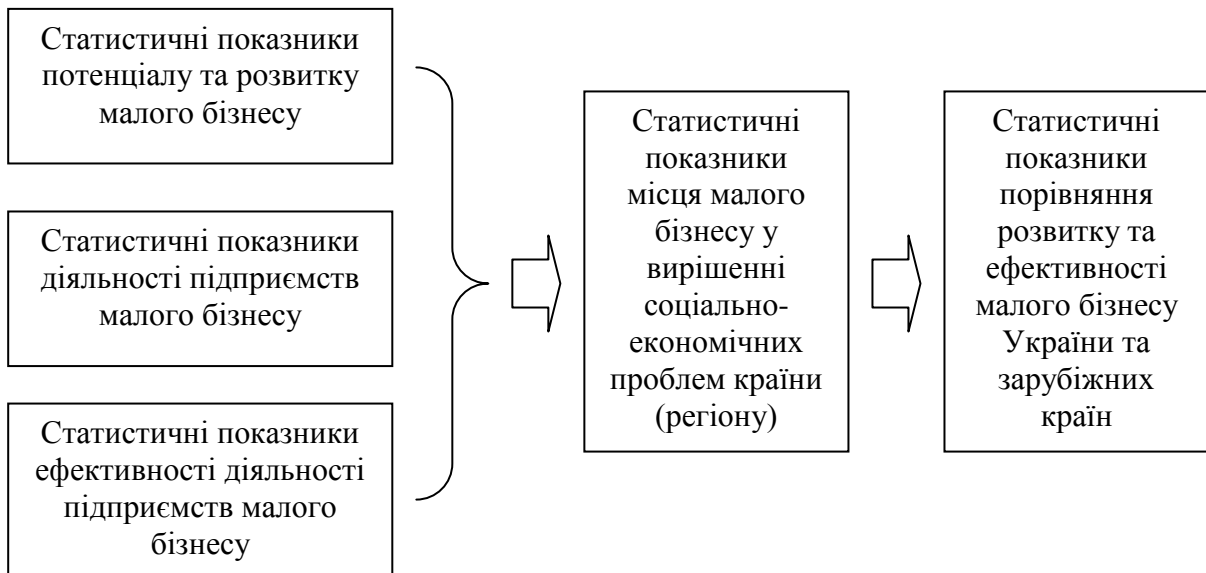 Статистичні показники
потенціалу та розвитку
малого бізнесу
Статистичні показники
діяльності підприємств
малого бізнесу
Статистичні показники
ефективності діяльності
підприємств малого
бізнесу
Статистичні
показники
місця малого
бізнесу у
вирішенні
соціально-
економічних
проблем країни
(регіону)
Статистичні
показники
порівняння
розвитку та
ефективності
малого бізнесу
України та
зарубіжних
країн